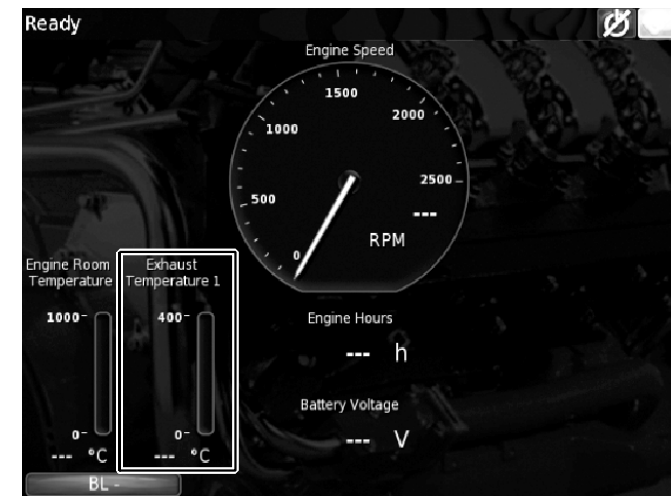 Ready
Engine Speed
1500
1000
2000
500
2500
---
RPM
0
Engine Room Temperature
Exhaust Temperature 1
1000
400
0
0
--- °C
--- °C
Engine Hours
--- h
Battery Voltage
--- V
BL -